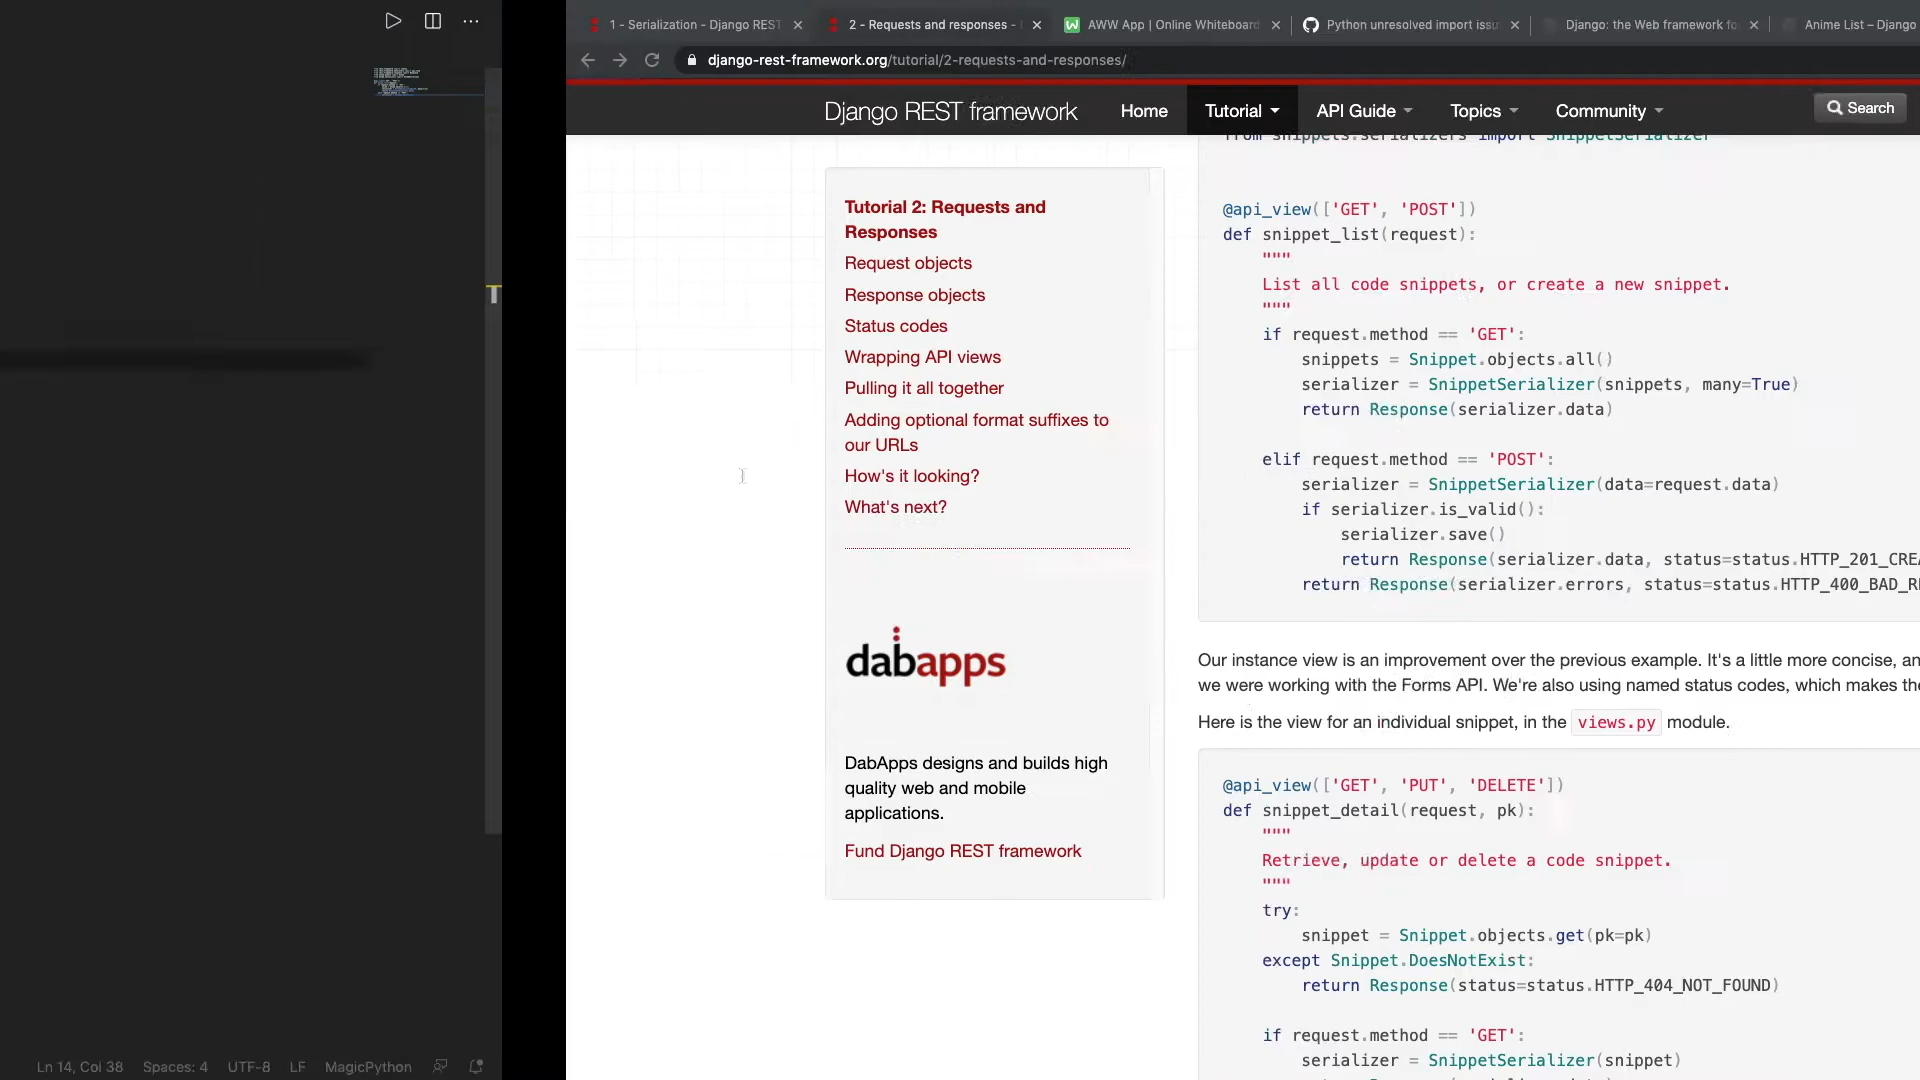 1 - Serialization - Django REST
2 - Requests and responses -
AWW App | Online Whiteboard
Python unresolved import issu
Django: the Web framework fo
Anime List – Django
django-rest-framework.org/tutorial/2-requests-and-responses/
Django REST framework
Home
Tutorial
API Guide
Topics
Community
Search
Tutorial 2: Requests and
Responses
Request objects
Response objects
Status codes
Wrapping API views
Pulling it all together
Adding optional format suffixes to
our URLs
How's it looking?
What's next?
dabapps
DabApps designs and builds high
quality web and mobile
applications.
Fund Django REST framework
from snippets.serializers import SnippetSerializer
@api_view(['GET', 'POST'])
def snippet_list(request):
"""
List all code snippets, or create a new snippet.
"""
if request.method == 'GET':
snippets = Snippet.objects.all()
serializer = SnippetSerializer(snippets, many=True)
return Response(serializer.data)
elif request.method == 'POST':
serializer = SnippetSerializer(data=request.data)
if serializer.is_valid():
serializer.save()
return Response(serializer.data, status=status.HTTP_201_CREA
return Response(serializer.errors, status=status.HTTP_400_BAD_R
Our instance view is an improvement over the previous example. It's a little more concise, an
we were working with the Forms API. We're also using named status codes, which makes the
Here is the view for an individual snippet, in the views.py module.
@api_view(['GET', 'PUT', 'DELETE'])
def snippet_detail(request, pk):
"""
Retrieve, update or delete a code snippet.
"""
try:
snippet = Snippet.objects.get(pk=pk)
except Snippet.DoesNotExist:
return Response(status=status.HTTP_404_NOT_FOUND)
if request.method == 'GET':
serializer = SnippetSerializer(snippet)
Ln 14, Col 38
Spaces: 4
UTF-8
LF
MagicPython